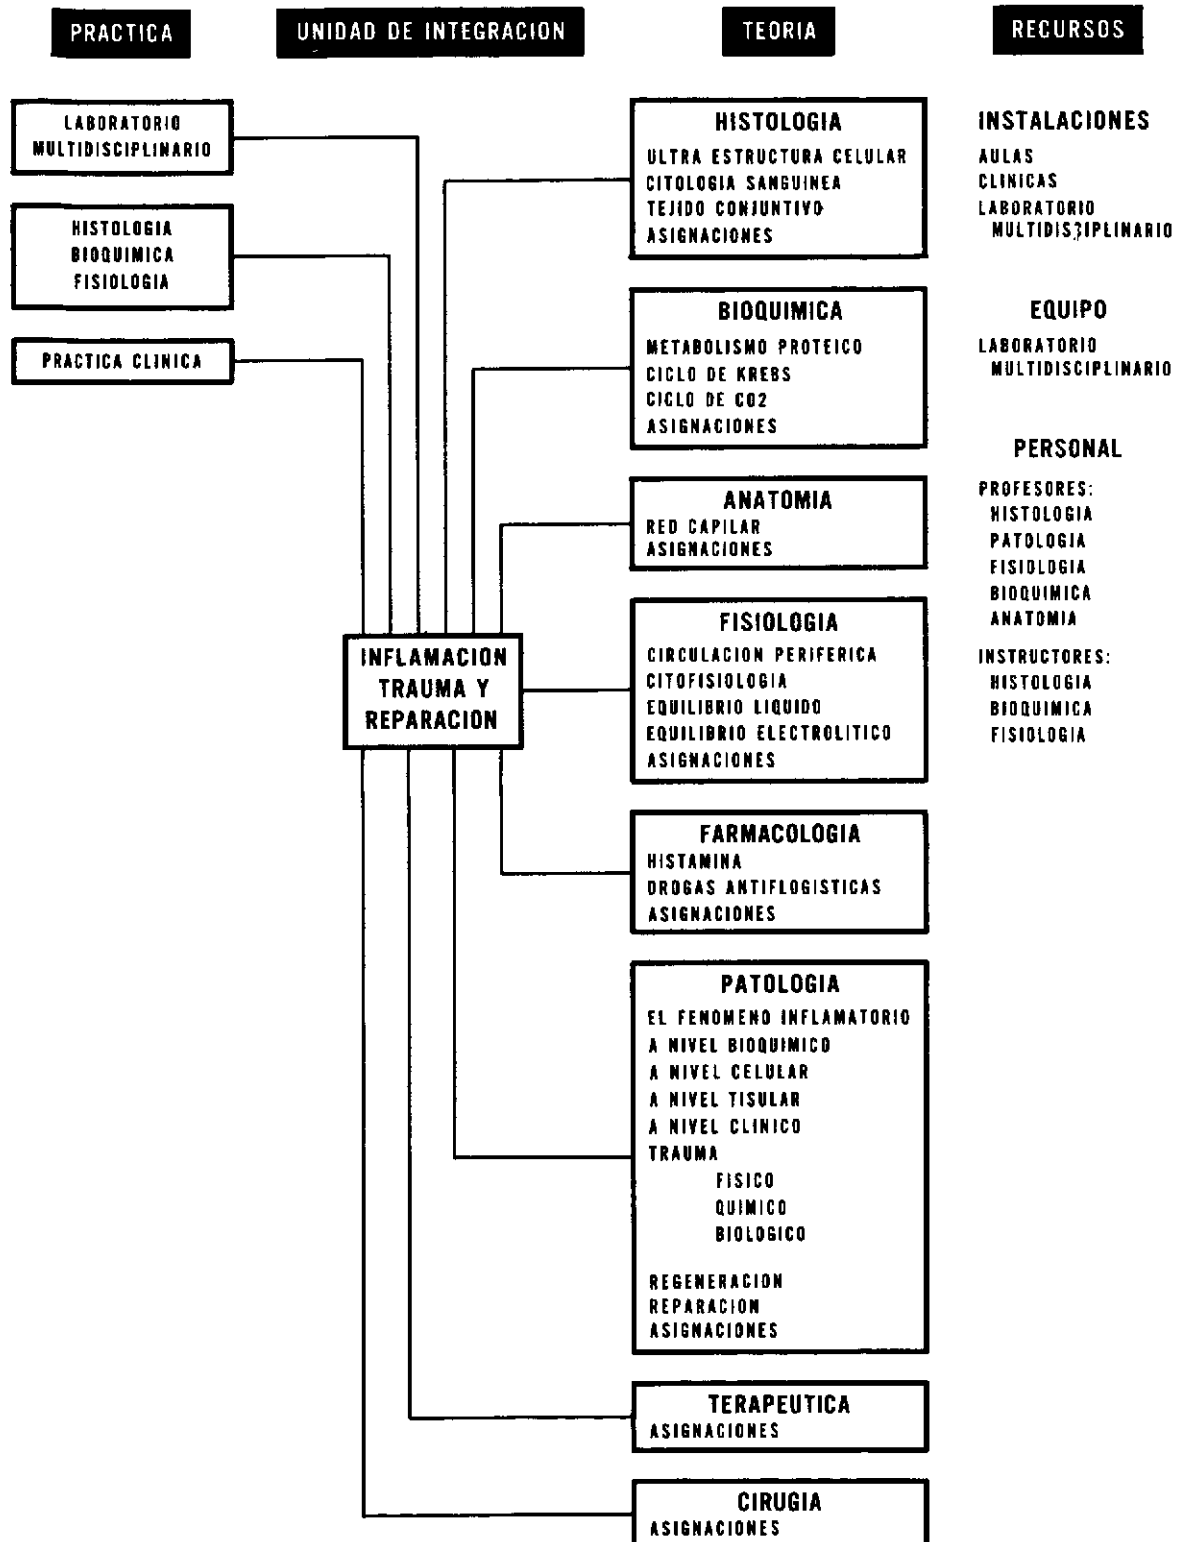 PRACTICA
UNIDAD DE INTEGRACION
TEORIA
RECURSOS
LABORATORIO
MULTIDISCIPLINARIO
HISTOLOGIA
BIOQUIMICA
FISIOLOGIA
PRACTICA CLINICA
INFLAMACION
TRAUMA Y
REPARACION
HISTOLOGIA
ULTRA ESTRUCTURA CELULAR
CITOLOGIA SANGUINEA
TEJIDO CONJUNTIVO
ASIGNACIONES
BIOQUIMICA
METABOLISMO PROTEICO
CICLO DE KREBS
CICLO DE CO2
ASIGNACIONES
ANATOMIA
RED CAPILAR
ASIGNACIONES
FISIOLOGIA
CIRCULACION PERIFERICA
CITOFISIOLOGIA
EQUILIBRIO LIQUIDO
EQUILIBRIO ELECTROLITICO
ASIGNACIONES
FARMACOLOGIA
HISTAMINA
DROGAS ANTIFLOGISTICAS
ASIGNACIONES
PATOLOGIA
EL FENOMENO INFLAMATORIO
A NIVEL BIOQUIMICO
A NIVEL CELULAR
A NIVEL TISULAR
A NIVEL CLINICO
TRAUMA
FISICO
QUIMICO
BIOLOGICO
REGENERACION
REPARACION
ASIGNACIONES
TERAPEUTICA
ASIGNACIONES
CIRUGIA
ASIGNACIONES
INSTALACIONES
AULAS
CLINICAS
LABORATORIO
MULTIDISCIPLINARIO
EQUIPO
LABORATORIO
MULTIDISCIPLINARIO
PERSONAL
PROFESORES:
HISTOLOGIA
PATOLOGIA
FISIOLOGIA
BIOQUIMICA
ANATOMIA
INSTRUCTORES:
HISTOLOGIA
BIOQUIMICA
FISIOLOGIA